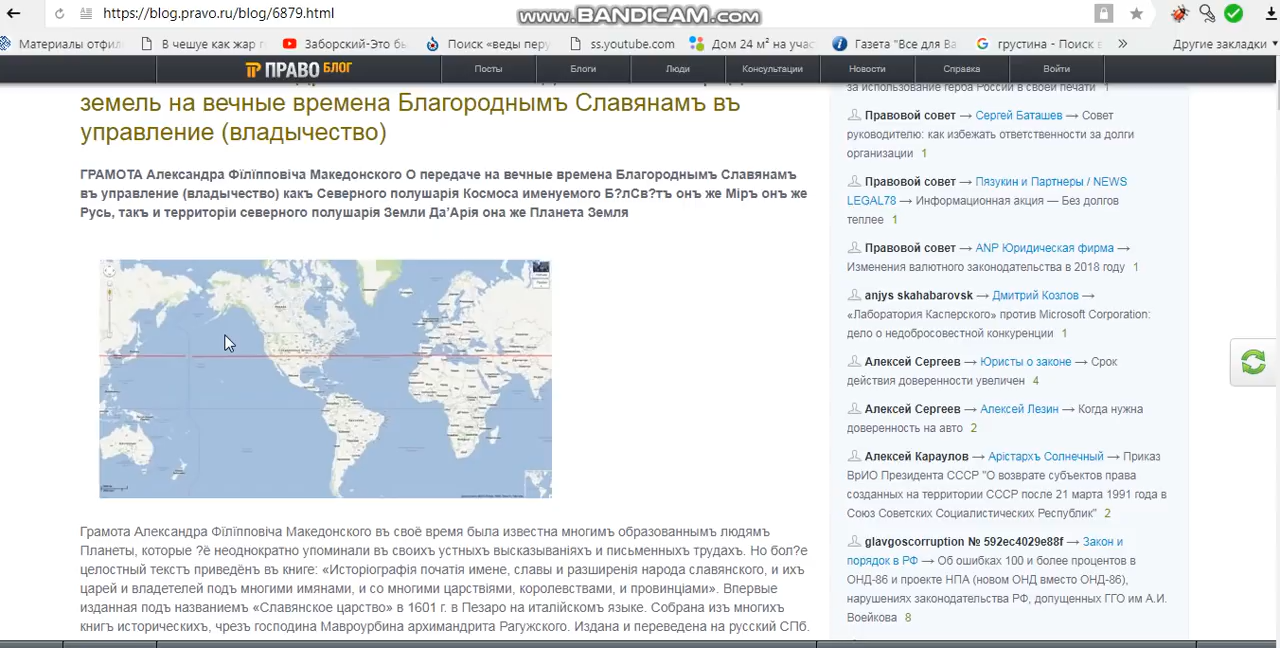 https://blog.pravo.ru/blog/6879.html
www.BANDICAM.com
Материалы отфил
В чешуе как жар г
Заборский-Это бы
Поиск «веды перу
ss.youtube.com
Дом 24 м² на учас
Газета "Все для Ва
грустина - Поиск в
Другие закладки
ПРАВО БЛОГ
Посты
Блоги
Люди
Консультации
Новости
Справка
Войти
земель на вечные времена Благороднымъ Славянамъ въ
управление (владычество)
ГРАМОТА Александра Фїлїпповіча Македонского О передаче на вечные времена Благороднымъ Славянамъ
въ управление (владычество) какъ Северного полушарія Космоса именуемого Б?лСв?тъ онъ же Міръ онъ же
Русь, такъ и территоріи северного полушарія Земли Да'Арія она же Планета Земля
Грамота Александра Фїлїпповіча Македонского въ своё время была известна многимъ образованнымъ людямъ
Планеты, которые ?ё неоднократно упоминали въ своихъ устныхъ высказываніяхъ и письменныхъ трудахъ. Но бол?е
целостный текстъ приведёнъ въ книге: «Исторіографія початія имене, славы и разширенія народа славянского, и ихъ
царей и владетелей подъ многими имянами, и со многими царствіями, королевствами, и провинціами». Впервые
изданная подъ названіемъ «Славянское царство» в 1601 г. в Пезаро на италійскомъ языке. Собрана изъ многихъ
книгъ историческихъ, чрезъ господина Мавроурбина архимандрита Рагужского. Издана и переведена на русский СПб.
за использование герба России в своей печати 1
Правовой совет → Сергей Баташев → Совет
руководителю: как избежать ответственности за долги
организации 1
Правовой совет → Пязукин и Партнеры / NEWS
LEGAL78 → Информационная акция — Без долгов
теплее 1
Правовой совет → ANP Юридическая фирма →
Изменения валютного законодательства в 2018 году 1
anjys skahabarovsk → Дмитрий Козлов →
«Лаборатория Касперского» против Microsoft Corporation:
дело о недобросовестной конкуренции 1
Алексей Сергеев → Юристы о законе → Срок
действия доверенности увеличен 4
Алексей Сергеев → Алексей Лезин → Когда нужна
доверенность на авто 2
Алексей Караулов → Арістархъ Солнечный → Приказ
ВрИО Президента СССР "О возврате субъектов права
созданных на территории СССР после 21 марта 1991 года в
Союз Советских Социалистических Республик" 2
glavgoscorruption № 592ec4029e88f → Закон и
порядок в РФ → Об ошибках 100 и более процентов в
ОНД-86 и проекте НПА (новом ОНД вместо ОНД-86),
нарушениях законодательства РФ, допущенных ГГО им А.И.
Воейкова 8